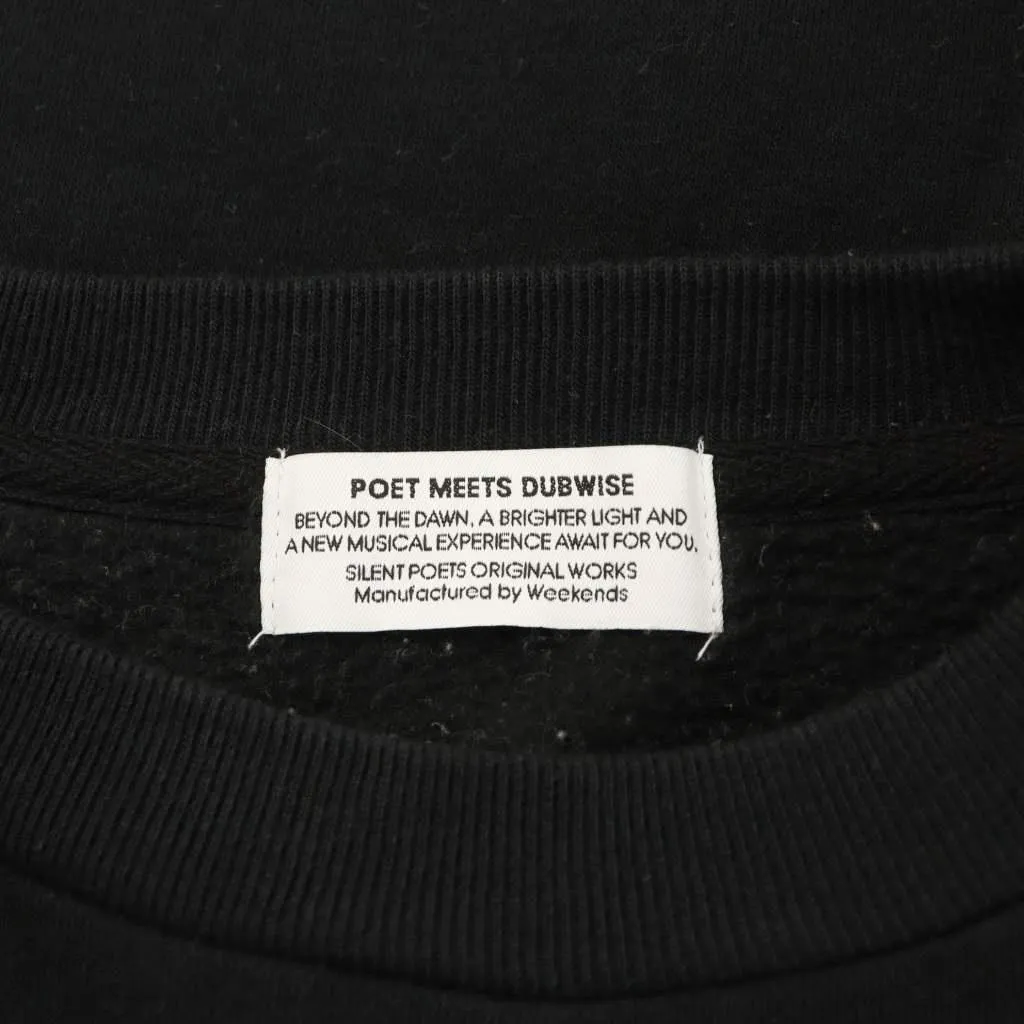 POET MEETS DUBWISE
BEYOND THE DAWN, A BRIGHTER LIGHT AND
A NEW MUSICAL EXPERIENCE AWAIT FOR YOU.
SILENT POETS ORIGINAL WORKS
Manufactured by Weekends